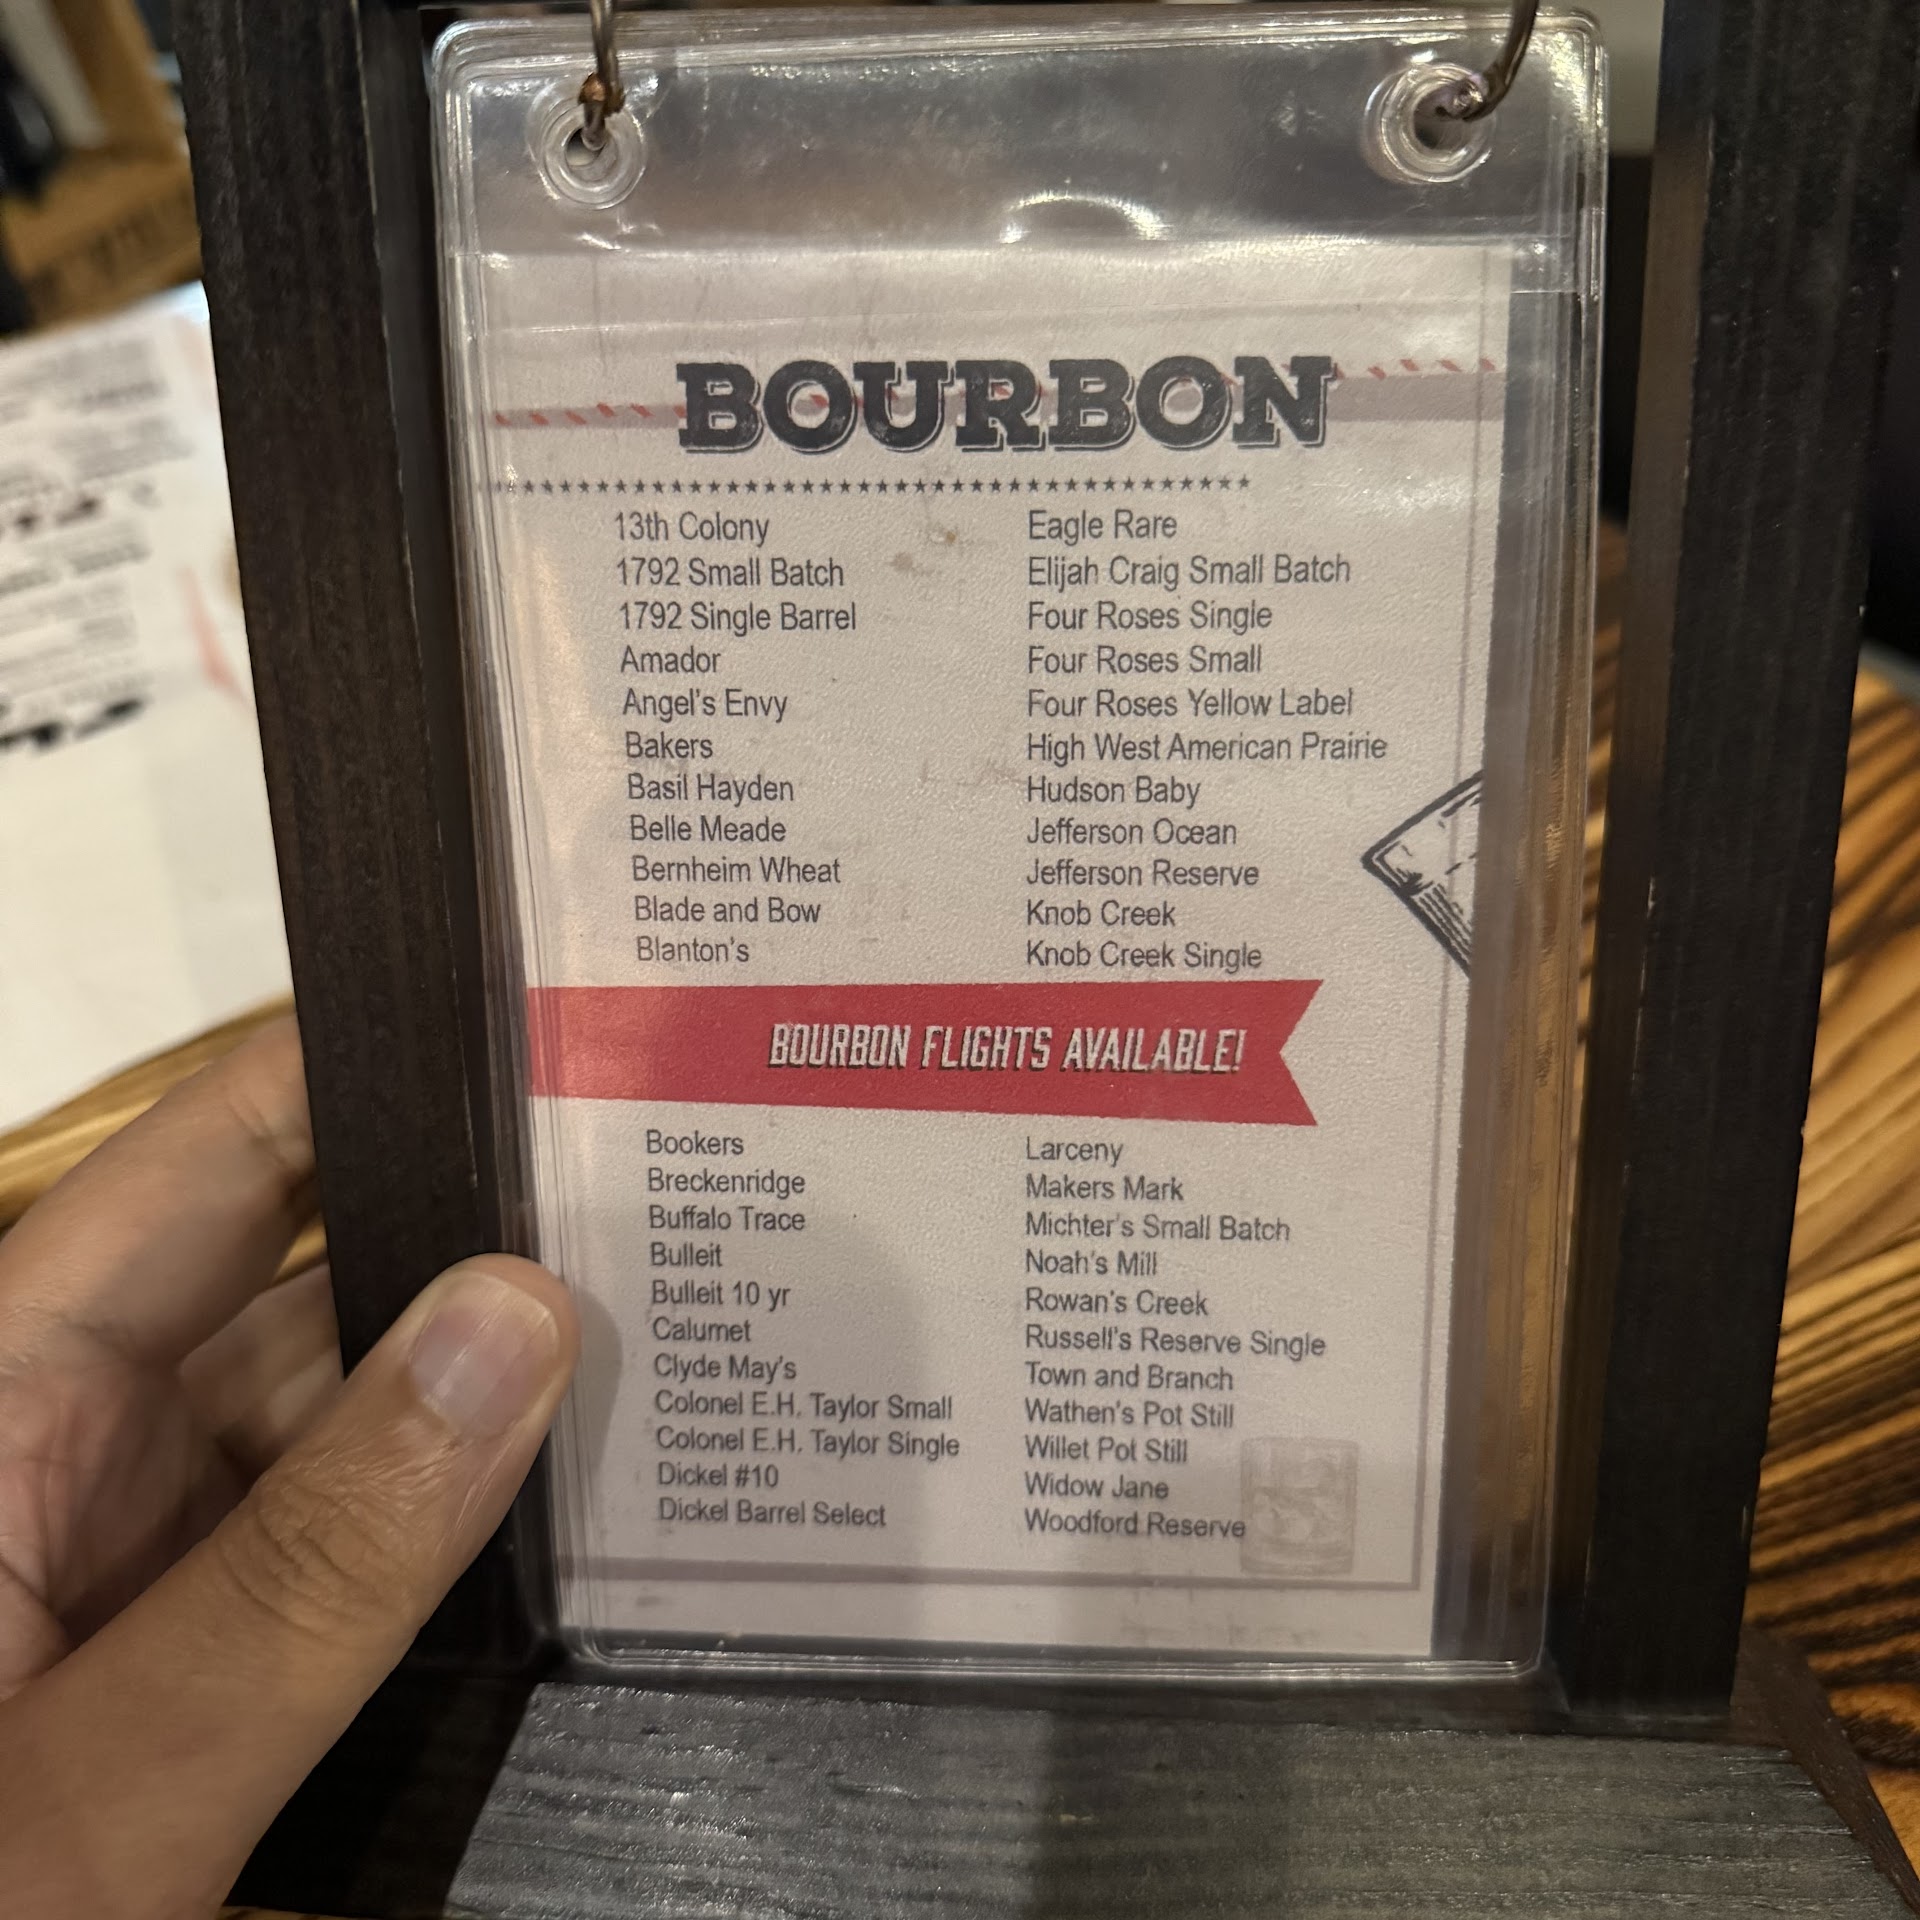 BOURBON
13th Colony
1792 Small Batch
1792 Single Barrel
Amador
Angel's Envy
Bakers
Basil Hayden
Belle Meade
Bernheim Wheat
Blade and Bow
Blanton's
Eagle Rare
Elijah Craig Small Batch
Four Roses Single
Four Roses Small
Four Roses Yellow Label
High West American Prairie
Hudson Baby
Jefferson Ocean
Jefferson Reserve
Knob Creek
Knob Creek Single
BOURBON FLIGHTS AVAILABLE!
Bookers
Breckenridge
Buffalo Trace
Bulleit
Bulleit 10 yr
Calumet
Clyde May's
Colonel E.H. Taylor Small
Colonel E.H. Taylor Single
Dickel #10
Dickel Barrel Select
Larceny
Makers Mark
Michter's Small Batch
Noah's Mill
Rowan's Creek
Russell's Reserve Single
Town and Branch
Wathen's Pot Still
Willet Pot Still
Widow Jane
Woodford Reserve